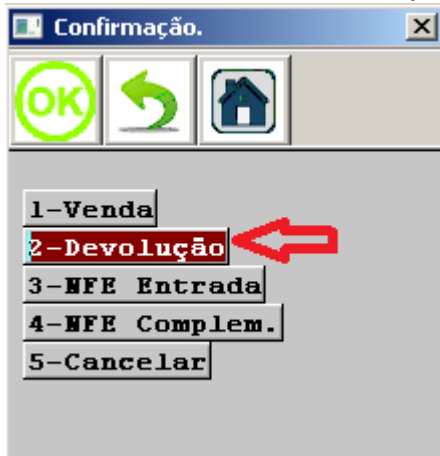 Confirmação.
OK
1-Venda
2-Devolução
3-NFE Entrada
4-NFE Complem.
5-Cancelar